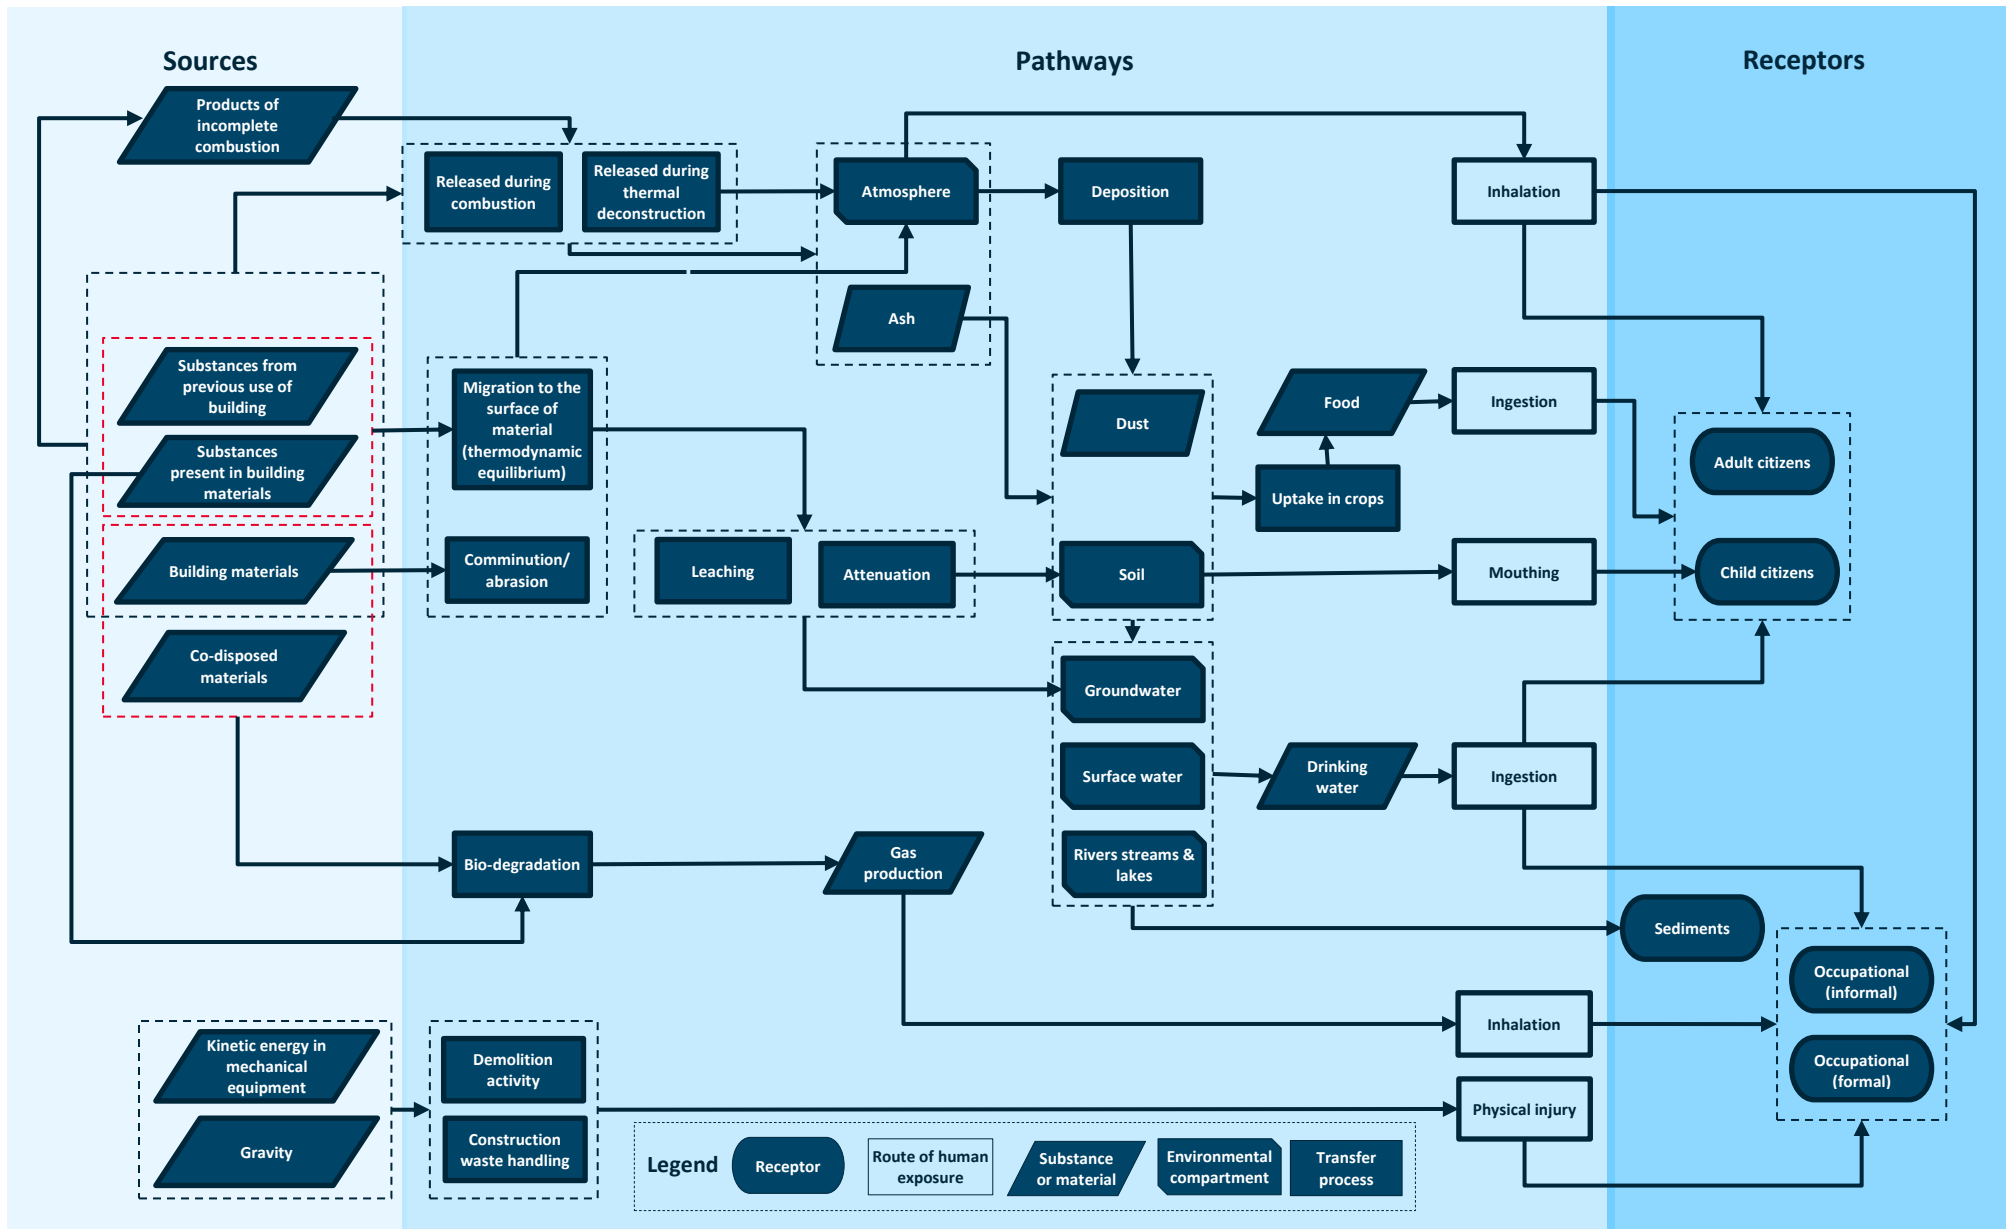 Sources
Pathways
Receptors
Products of
incomplete
combustion
Released during
combustion
Released during
thermal
deconstruction
Atmosphere
Deposition
Inhalation
Ash
Substances from
previous use of
building
Substances
present in building
materials
Migration to the
surface of
material
(thermodynamic
equilibrium)
Dust
Food
Ingestion
Adult citizens
Uptake in crops
Building materials
Comminution/
abrasion
Leaching
Attenuation
Soil
Mouthing
Child citizens
Co-disposed
materials
Groundwater
Surface water
Drinking
water
Ingestion
Bio-degradation
Gas
production
Rivers streams &
lakes
Sediments
Occupational
(informal)
Inhalation
Occupational
(formal)
Kinetic energy in
mechanical
equipment
Demolition
activity
Physical injury
Gravity
Construction
waste handling
Legend
Receptor
Route of human
exposure
Substance
or material
Environmental
compartment
Transfer
process